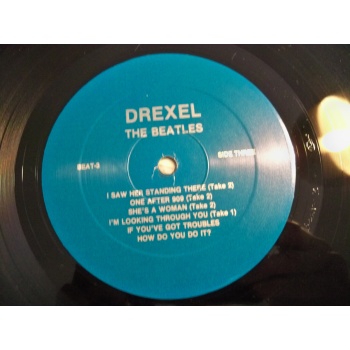 DREXEL
THE BEATLES
BEAT-3 SIDE THREE
I SAW HER STANDING THERE (Take 2)
ONE AFTER 909 (Take 2)
SHE'S A WOMAN (Take 2)
I'M LOOKING THROUGH YOU (Take 1)
IF YOU'VE GOT TROUBLES
HOW DO YOU DO IT?